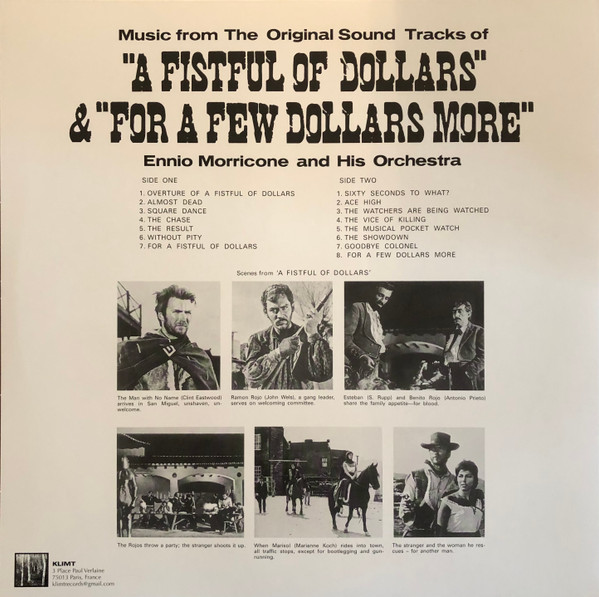 Music from The Original Sound Tracks of
"A FISTFUL OF DOLLARS"
& "FOR A FEW DOLLARS MORE"
Ennio Morricone and His Orchestra
SIDE ONE
1. OVERTURE OF A FISTFUL OF DOLLARS
2. ALMOST DEAD
3. SQUARE DANCE
4. THE CHASE
5. THE RESULT
6. WITHOUT PITY
7. FOR A FISTFUL OF DOLLARS
SIDE TWO
1. SIXTY SECONDS TO WHAT?
2. ACE HIGH
3. THE WATCHERS ARE BEING WATCHED
4. THE VICE OF KILLING
5. THE MUSICAL POCKET WATCH
6. THE SHOWDOWN
7. GOODBYE COLONEL
8. FOR A FEW DOLLARS MORE
Scenes from 'A FISTFUL OF DOLLARS'
The Man with No Name (Clint Eastwood)
arrives in San Miguel, unshaven, un-
welcome.
Ramon Rojo (John Wels), a gang leader,
serves on welcoming committee.
Esteban (S. Rupp) and Benito Rojo (Antonio Prieto)
share the family appetite—for blood.
The Rojos throw a party; the stranger shoots it up.
When Marisol (Marianne Koch) rides into town,
all traffic stops, except for bootlegging and gun-
running.
The stranger and the woman he res-
cues – for another man.
KLIMT
3 Place Paul Verlaine
75013 Paris, France
klimtrecords@gmail.com